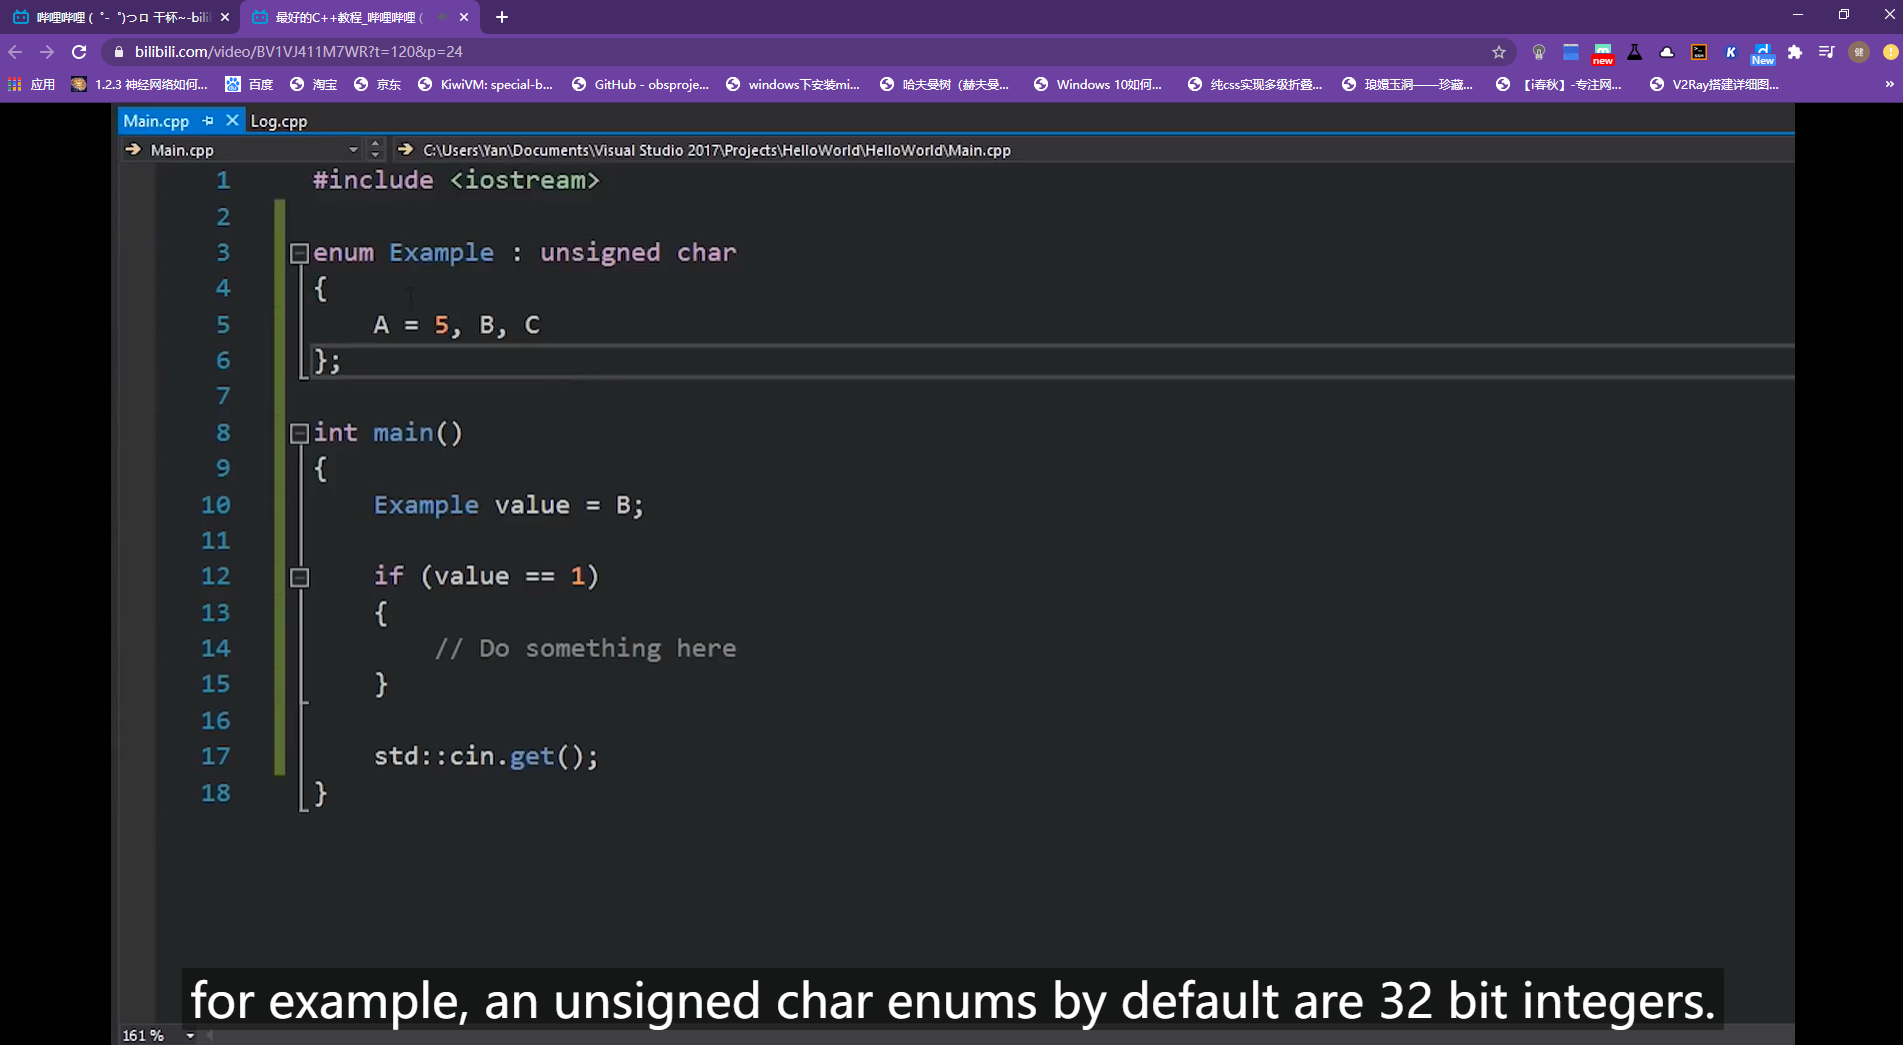 哔哩哔哩 ( ゜- ゜)つロ 干杯~-bili
最好的C++教程_哔哩哔哩 (
bilibili.com/video/BV1VJ411M7WR?t=120&p=24
new
New
健
应用
1.2.3 神经网络如何...
百度
淘宝
京东
KiwiVM: special-b...
GitHub - obsproje...
windows下安装mi...
哈夫曼树（赫夫曼...
Windows 10如何...
纯css实现多级折叠...
琅嬛玉洞——珍藏...
【i春秋】-专注网...
V2Ray搭建详细图...
»
Main.cpp
Log.cpp
Main.cpp
C:\Users\Yan\Documents\Visual Studio 2017\Projects\HelloWorld\HelloWorld\Main.cpp
1 #include <iostream>
2
3 enum Example : unsigned char
4 {
5 A = 5, B, C
6 };
7
8 int main()
9 {
10 Example value = B;
11
12 if (value == 1)
13 {
14 // Do something here
15 }
16
17 std::cin.get();
18 }
for example, an unsigned char enums by default are 32 bit integers.
161 %